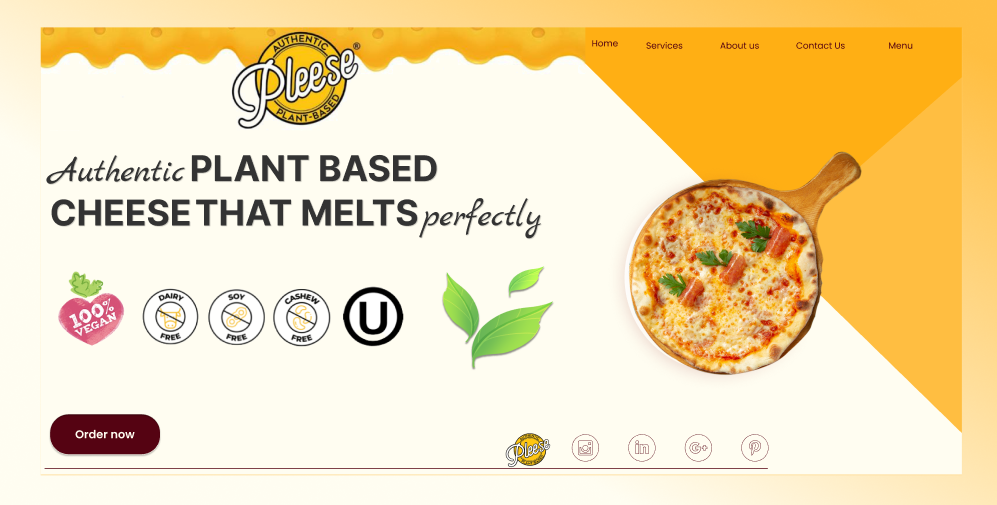 Home Services About us Contact Us Menu
AUTHENTIC
Pleese®
PLANT-BASED
Authentic PLANT BASED
CHEESE THAT MELTS perfectly
100%
VEGAN
DAIRY
FREE
SOY
FREE
CASHEW
FREE
U
Order now
Pleese
in
G+